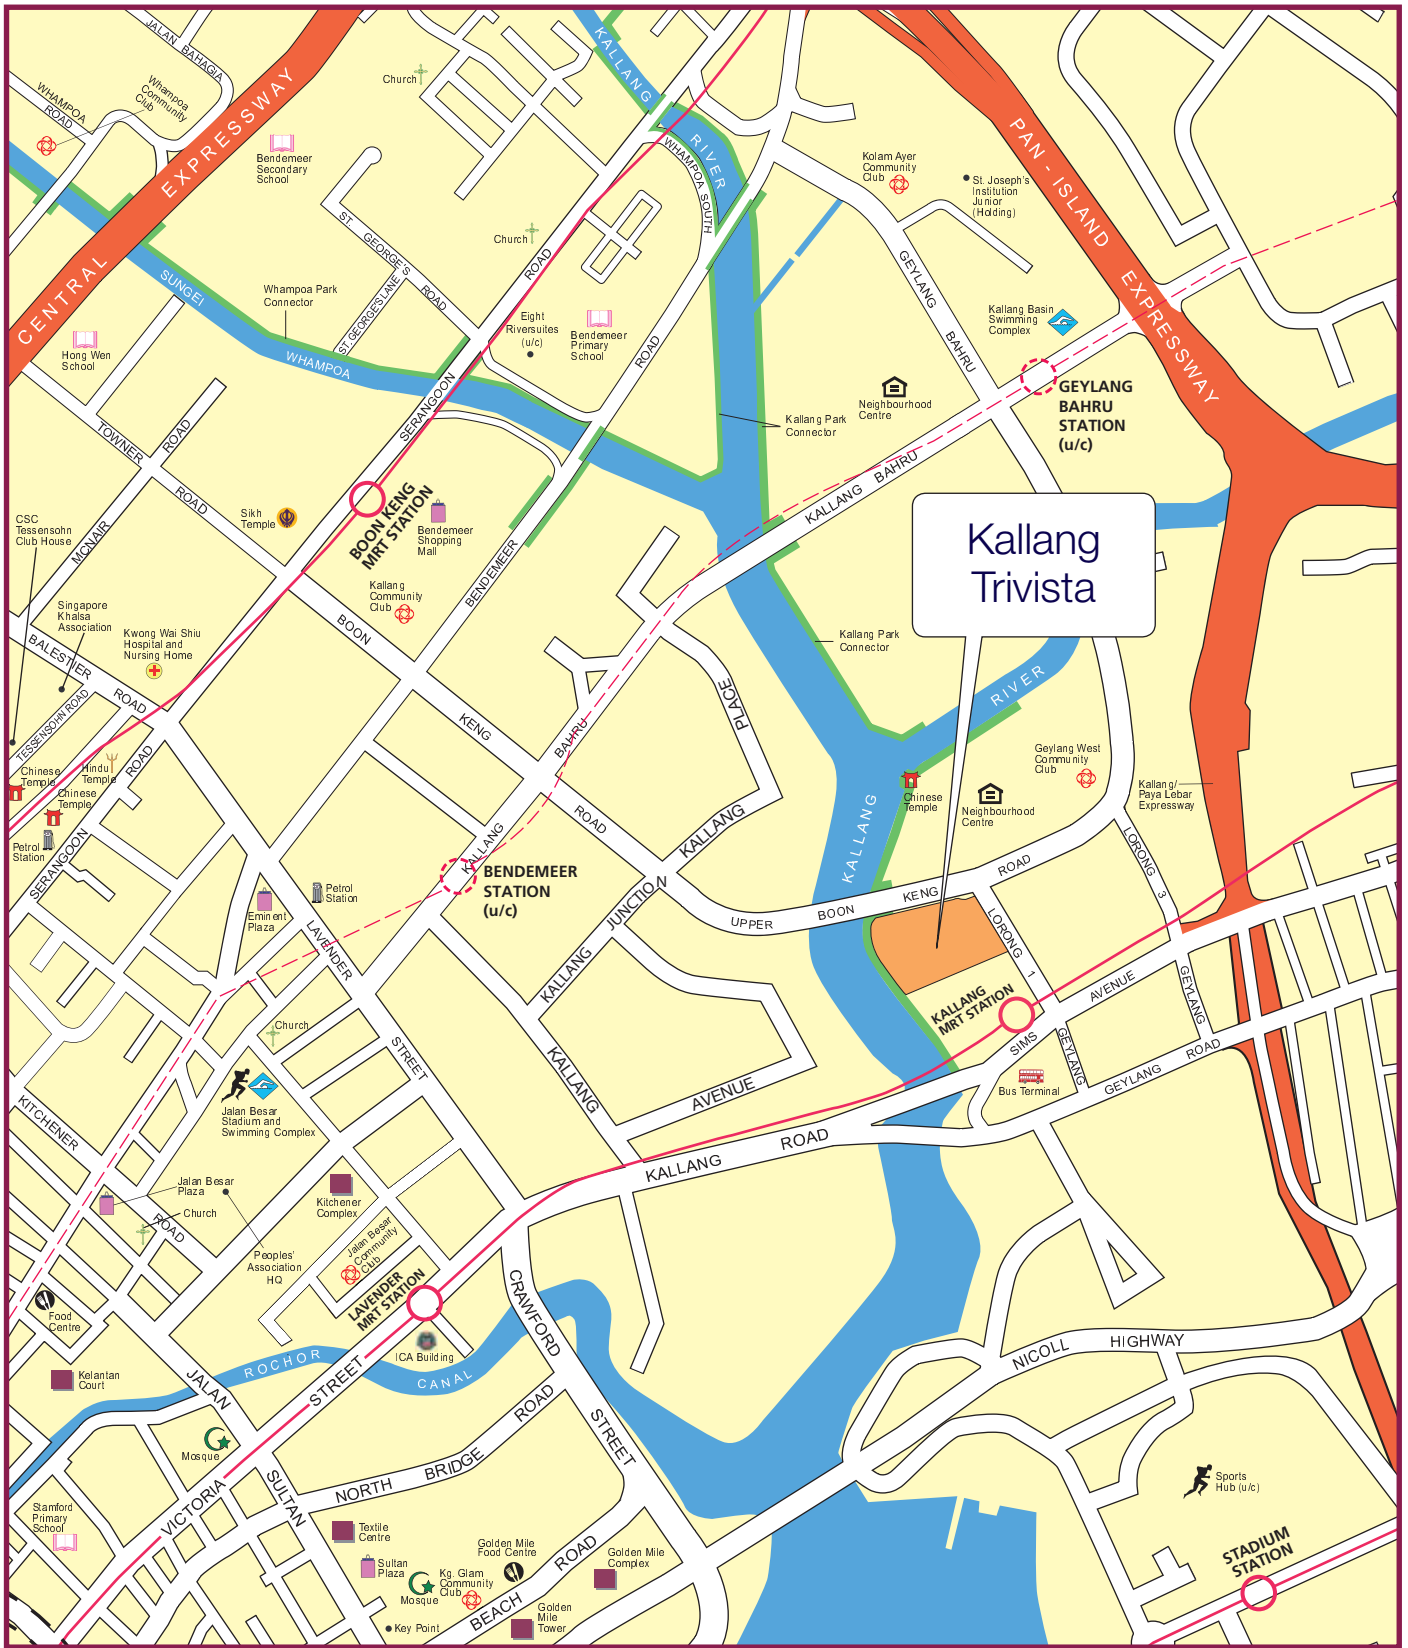 JALAN BAHAGIA
WHAMPOA
ROAD
Whampoa
Community
Club
CENTRAL EXPRESSWAY
Church
Bendemeer
Secondary
School
KALLANG
RIVER
WHAMPOA SOUTH
PAN - ISLAND EXPRESSWAY
Kolam Ayer
Community
Club
St. Joseph's
Institution
Junior
(Holding)
ST. GEORGE'S
ROAD
ST. GEORGE'S LANE
Church
ROAD
GEYLANG
BAHRU
SUNGEI
WHAMPOA
Whampoa Park
Connector
Eight
Riversuites
(u/c)
Bendemeer
Primary
School
ROAD
Kallang Basin
Swimming
Complex
Hong Wen
School
SERANGOON
Neighbourhood
Centre
GEYLANG
BAHRU
STATION
(u/c)
Kallang Park
Connector
TOWNER
ROAD
ROAD
MCNAIR
KALLANG BAHRU
BOON KENG
MRT STATION
Sikh
Temple
Bendemeer
Shopping
Mall
CSC
Tessensohn
Club House
BENDEMEER
Kallang
Trivista
Kallang
Community
Club
Singapore
Khalsa
Association
Kwong Wai Shiu
Hospital and
Nursing Home
BALESTIER
ROAD
BOON
KENG
ROAD
Kallang Park
Connector
PLACE
RIVER
TESSENSOHN ROAD
ROAD
BAHRU
Chinese
Temple
Hindu
Temple
Chinese
Temple
Petrol
Station
SERANGOON
Geylang West
Community
Club
Kallang/
Paya Lebar
Expressway
Chinese
Temple
Neighbourhood
Centre
KALLANG
KALLANG
KALLANG
LORONG 3
BENDEMEER
STATION
(u/c)
JUNCTION
UPPER
BOON
KENG
ROAD
Petrol
Station
Eminent
Plaza
LAVENDER
STREET
KALLANG
LORONG 1
KALLANG
MRT STATION
AVENUE
SIMS
GEYLANG
GEYLANG
GEYLANG
ROAD
Bus Terminal
Church
KALLANG
AVENUE
Jalan Besar
Stadium and
Swimming Complex
KITCHENER
ROAD
KALLANG
ROAD
Jalan Besar
Plaza
Church
Kitchener
Complex
Peoples'
Association
HQ
Jalan Besar
Community
Club
LAVENDER
MRT STATION
CRAWFORD
STREET
Food
Centre
ICA Building
ROCHOR
CANAL
Kelantan
Court
JALAN
SULTAN
STREET
VICTORIA
NICOLL
HIGHWAY
Mosque
NORTH
BRIDGE
ROAD
Stamford
Primary
School
Textile
Centre
Sultan
Plaza
Mosque
Kg. Glam
Community
Club
Golden Mile
Food Centre
Golden Mile
Complex
BEACH
ROAD
Golden
Mile
Tower
Key Point
Sports
Hub (u/c)
STADIUM
STATION